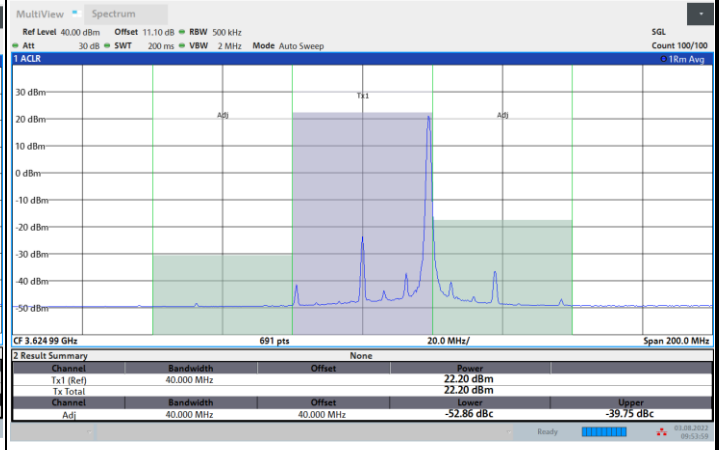 MultiView Spectrum
Ref Level 40.00 dBm Offset 11.10 dB RBW 500 kHz SGL
Att 30 dB SWT 200 ms VBW 2 MHz Mode Auto Sweep Count 100/100
1 ACLR 1Rm Avg
30 dBm
Tx1
20 dBm Adj Adj
10 dBm
0 dBm
-10 dBm
-20 dBm
-30 dBm
-40 dBm
-50 dBm
CF 3.624 99 GHz 691 pts 20.0 MHz/ Span 200.0 MHz
2 Result Summary None
Channel Bandwidth Offset Power
Tx1 (Ref) 40.000 MHz 22.20 dBm
Tx Total 22.20 dBm
Channel Bandwidth Offset Lower Upper
Adj 40.000 MHz 40.000 MHz -52.86 dBc -39.75 dBc
Ready 03.08.2022
09:53:59